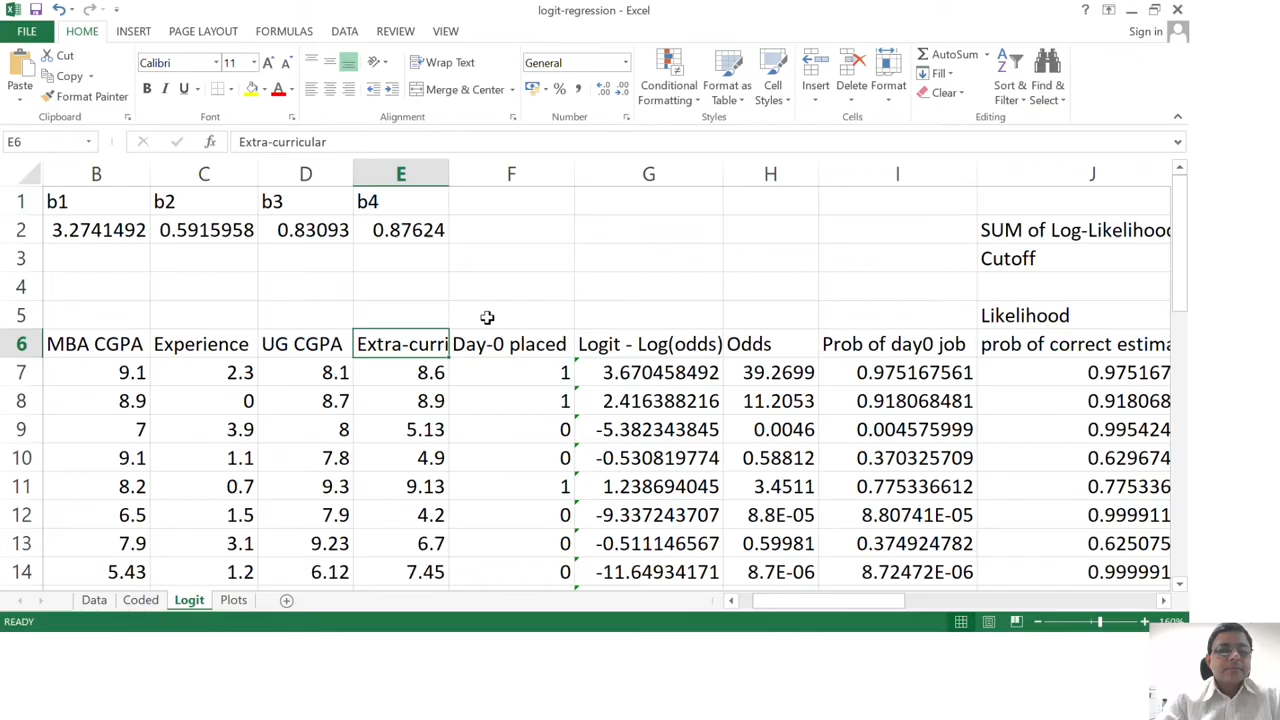 logit-regression - Excel
FILE HOME INSERT PAGE LAYOUT FORMULAS DATA REVIEW VIEW Sign in
Paste Cut Copy Format Painter Clipboard
Calibri 11 B I U A Font
Wrap Text Merge & Center Alignment
General % Number
Conditional Formatting Format as Table Cell Styles Styles
Insert Delete Format Cells
AutoSum Fill Clear Sort & Filter Find & Select Editing
E6 fx Extra-curricular
B C D E F G H I J
1 b1 b2 b3 b4
2 3.2741492 0.5915958 0.83093 0.87624 SUM of Log-Likelihood
3 Cutoff
4
5 Likelihood
6 MBA CGPA Experience UG CGPA Extra-curri Day-0 placed Logit - Log(odds) Odds Prob of day0 job prob of correct estima
7 9.1 2.3 8.1 8.6 1 3.670458492 39.2699 0.975167561 0.975167
8 8.9 0 8.7 8.9 1 2.416388216 11.2053 0.918068481 0.918068
9 7 3.9 8 5.13 0 -5.382343845 0.0046 0.004575999 0.995424
10 9.1 1.1 7.8 4.9 0 -0.530819774 0.58812 0.370325709 0.629674
11 8.2 0.7 9.3 9.13 1 1.238694045 3.4511 0.775336612 0.775336
12 6.5 1.5 7.9 4.2 0 -9.337243707 8.8E-05 8.80741E-05 0.999911
13 7.9 3.1 9.23 6.7 0 -0.511146567 0.59981 0.374924782 0.625075
14 5.43 1.2 6.12 7.45 0 -11.64934171 8.7E-06 8.72472E-06 0.999991
Data Coded Logit Plots
READY 160%